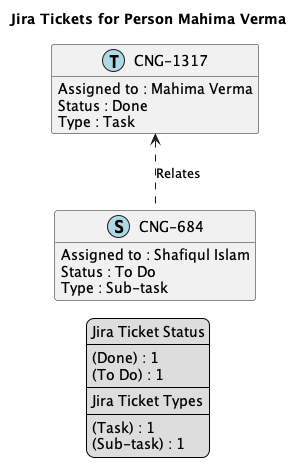 Jira Tickets for Person Mahima Verma
T CNG-1317
Assigned to : Mahima Verma
Status : Done
Type : Task
Relates
S CNG-684
Assigned to : Shafiqul Islam
Status : To Do
Type : Sub-task
Jira Ticket Status
(Done) : 1
(To Do) : 1
Jira Ticket Types
(Task) : 1
(Sub-task) : 1